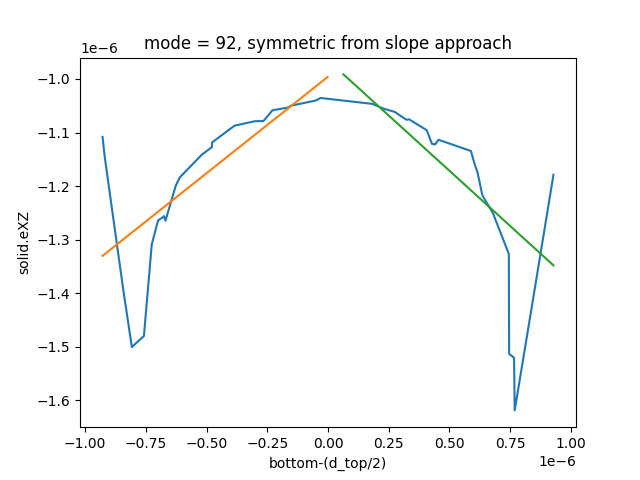 mode = 92, symmetric from slope approach
1e−6
−1.0
−1.1
−1.2
−1.3
−1.4
−1.5
−1.6
solid.eXZ
−1.00 −0.75 −0.50 −0.25 0.00 0.25 0.50 0.75 1.00
bottom-(d_top/2)
1e−6